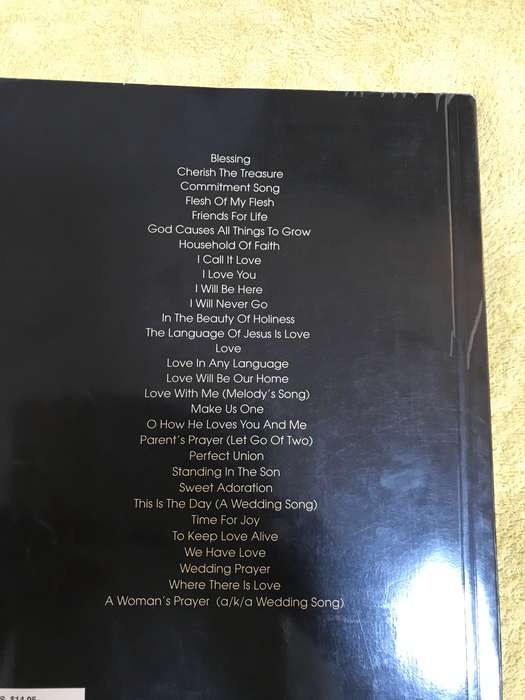 Blessing
Cherish The Treasure
Commitment Song
Flesh Of My Flesh
Friends For Life
God Causes All Things To Grow
Household Of Faith
I Call It Love
I Love You
I Will Be Here
I Will Never Go
In The Beauty Of Holiness
The Language Of Jesus Is Love
Love
Love In Any Language
Love Will Be Our Home
Love With Me (Melody's Song)
Make Us One
O How He Loves You And Me
Parent's Prayer (Let Go Of Two)
Perfect Union
Standing In The Son
Sweet Adoration
This Is The Day (A Wedding Song)
Time For Joy
To Keep Love Alive
We Have Love
Wedding Prayer
Where There Is Love
A Woman's Prayer (a/k/a Wedding Song)
$14.95